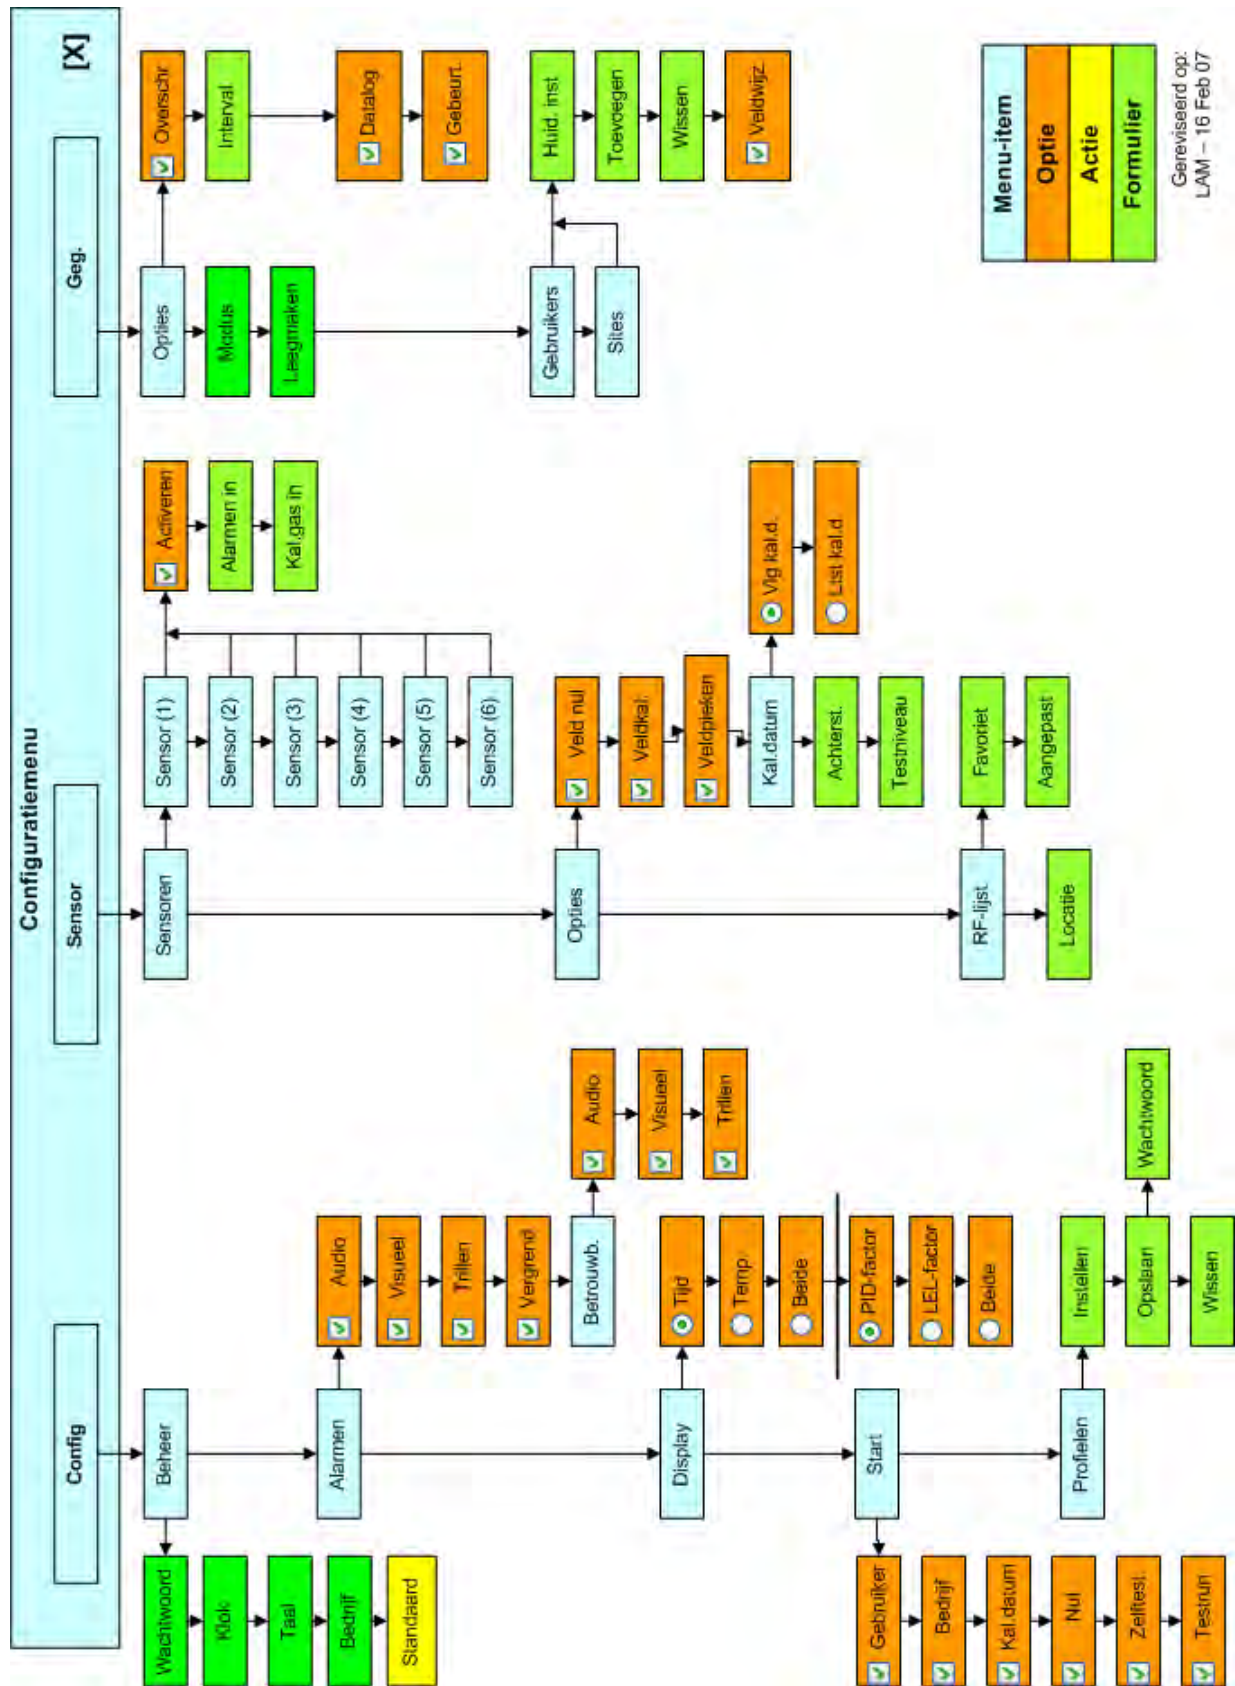 Configuratiemenu
[X]
Config
Sensor
Geg.
Wachtwoord
Klok
Taal
Bedrijf
Standaard
Beheer
Alarmen
Audio
Visueel
Trillen
Vergrend
Betrouwb.
Audio
Visueel
Trillen
Display
Tijd
Temp.
Beide
PID-factor
LEL-factor
Beide
Start
Gebruiker
Bedrijf
Kal.datum
Nul
Zelftest.
Testrun
Profielen
Instellen
Opslaan
Wissen
Wachtwoord
Sensoren
Sensor (1)
Sensor (2)
Sensor (3)
Sensor (4)
Sensor (5)
Sensor (6)
Activeren
Alarmen in
Kal.gas in
Opties
Veld nul
Veldkal.
Veldpieken
Kal.datum
Vlg kal.d.
Ltst kal.d.
Achterst.
Testniveau
RF-lijst
Favoriet
Aangepast
Locatie
Opties
Modus
Leegmaken
Overschr
Interval
Datalog
Gebeurt.
Gebruikers
Sites
Huid. inst
Toevoegen
Wissen
Veldwijz.
Menu-item
Optie
Actie
Formulier
Gereviseerd op:
LAM – 16 Feb 07